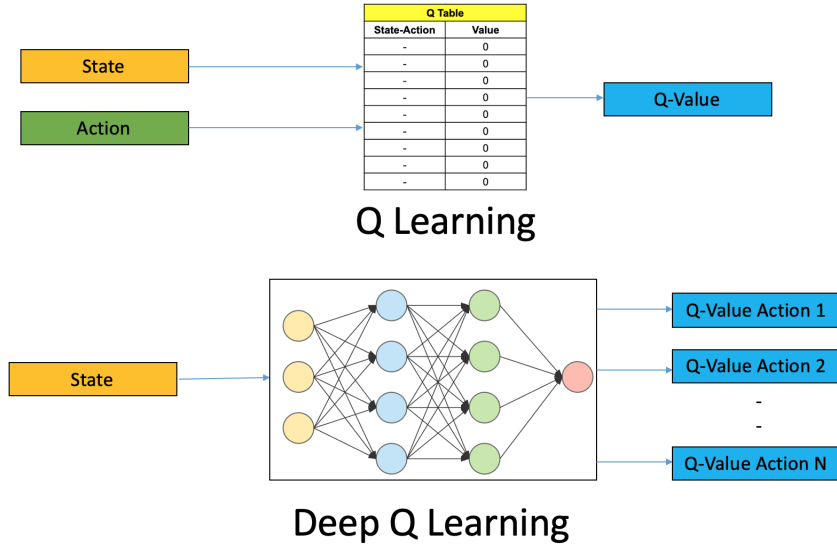 Q Table
State-Action Value
- 0
- 0
- 0
- 0
- 0
- 0
- 0
- 0
State
Action
Q-Value
Q Learning
State
Q-Value Action 1
Q-Value Action 2
-
-
Q-Value Action N
Deep Q Learning